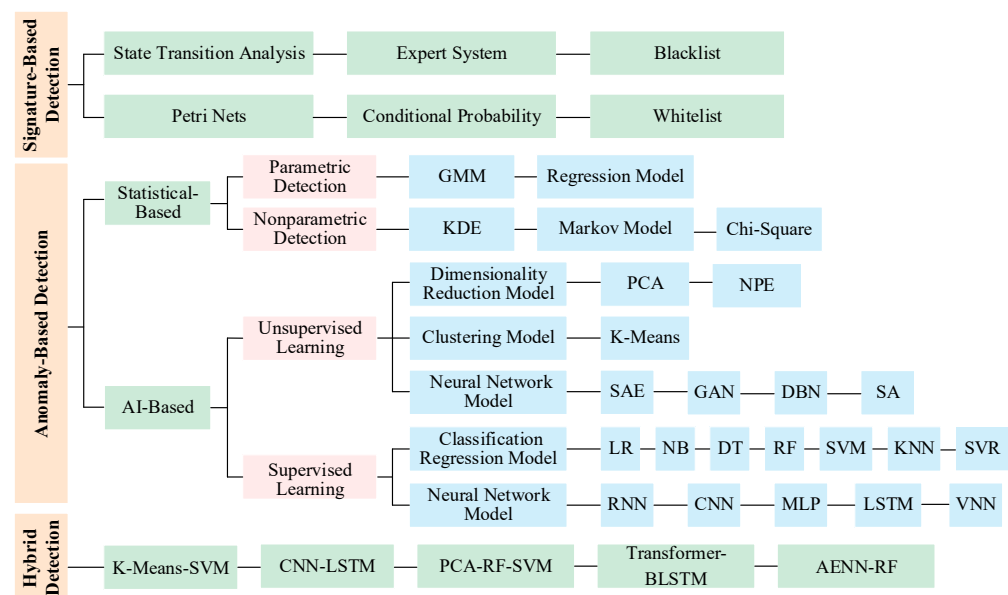 Signature-Based
Detection
State Transition Analysis
Expert System
Blacklist
Petri Nets
Conditional Probability
Whitelist
Anomaly-Based Detection
Statistical-
Based
Parametric
Detection
GMM
Regression Model
Nonparametric
Detection
KDE
Markov Model
Chi-Square
AI-Based
Unsupervised
Learning
Dimensionality
Reduction Model
PCA
NPE
Clustering Model
K-Means
Neural Network
Model
SAE
GAN
DBN
SA
Supervised
Learning
Classification
Regression Model
LR
NB
DT
RF
SVM
KNN
SVR
Neural Network
Model
RNN
CNN
MLP
LSTM
VNN
Hybrid
Detection
K-Means-SVM
CNN-LSTM
PCA-RF-SVM
Transformer-
BLSTM
AENN-RF